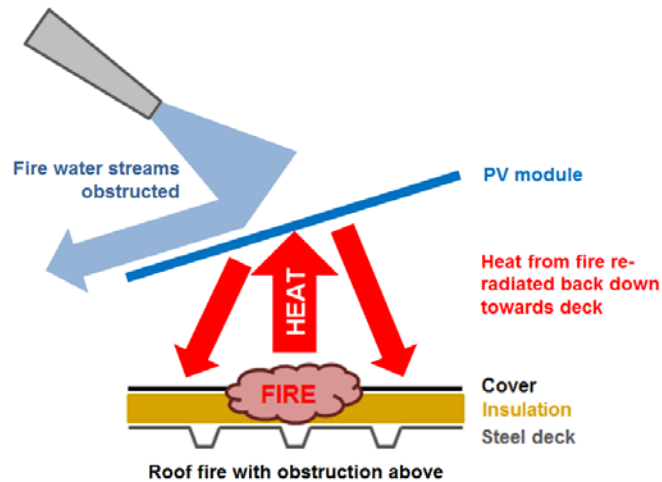 Fire water streams
obstructed
PV module
Heat from fire re-
radiated back down
towards deck
HEAT
FIRE
Cover
Insulation
Steel deck
Roof fire with obstruction above